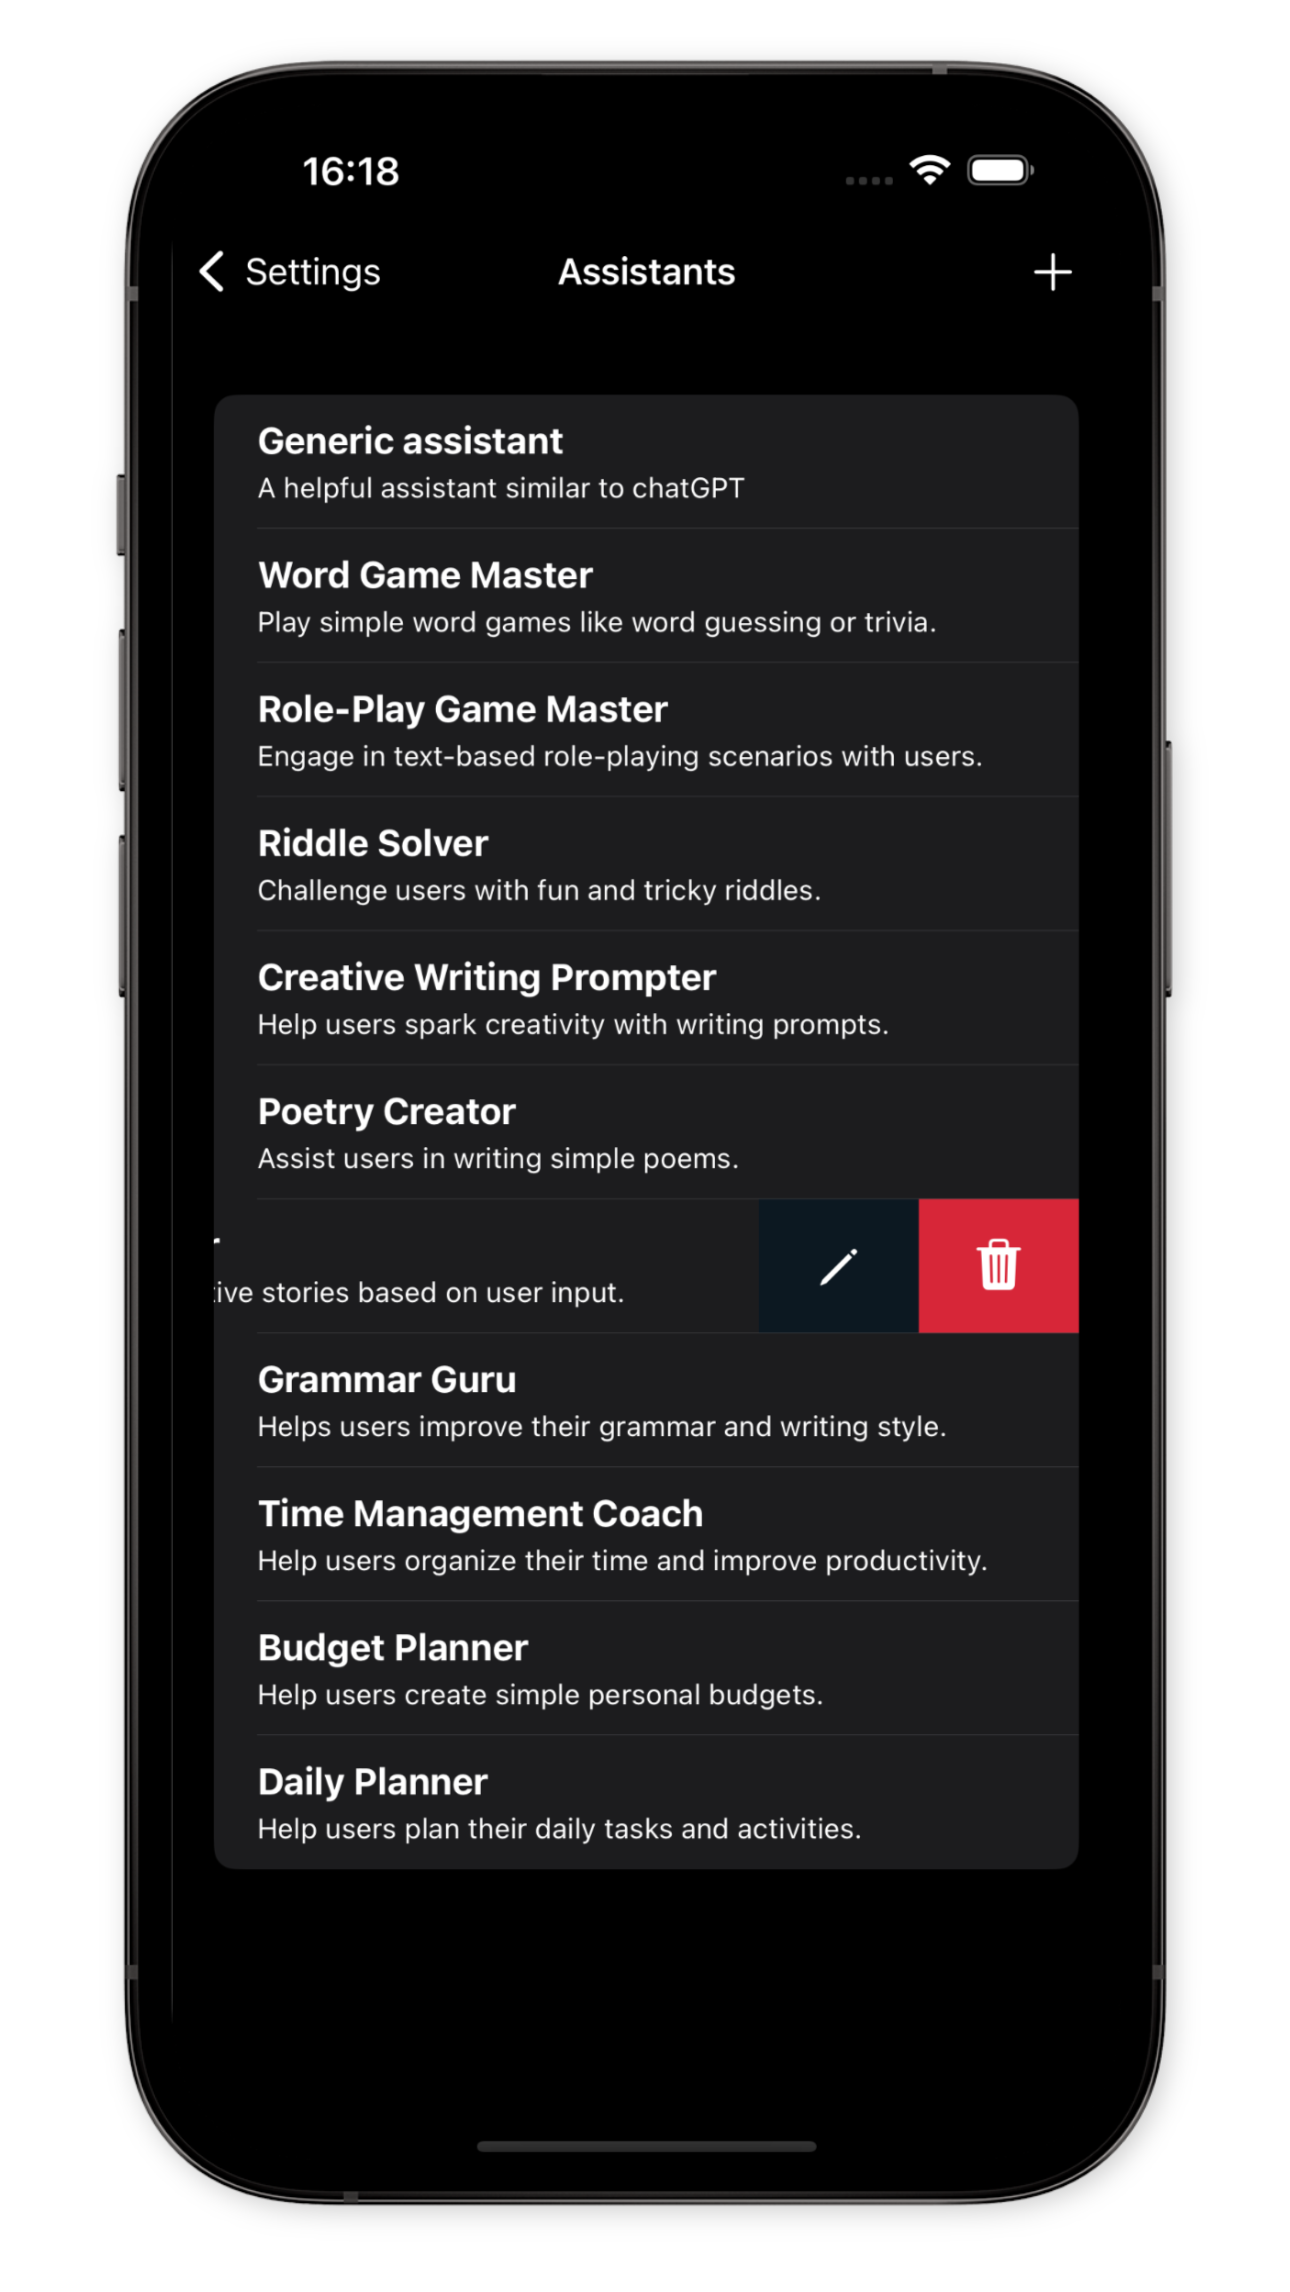 16:18
Settings
Assistants
Generic assistant
A helpful assistant similar to chatGPT
Word Game Master
Play simple word games like word guessing or trivia.
Role-Play Game Master
Engage in text-based role-playing scenarios with users.
Riddle Solver
Challenge users with fun and tricky riddles.
Creative Writing Prompter
Help users spark creativity with writing prompts.
Poetry Creator
Assist users in writing simple poems.
tive stories based on user input.
Grammar Guru
Helps users improve their grammar and writing style.
Time Management Coach
Help users organize their time and improve productivity.
Budget Planner
Help users create simple personal budgets.
Daily Planner
Help users plan their daily tasks and activities.